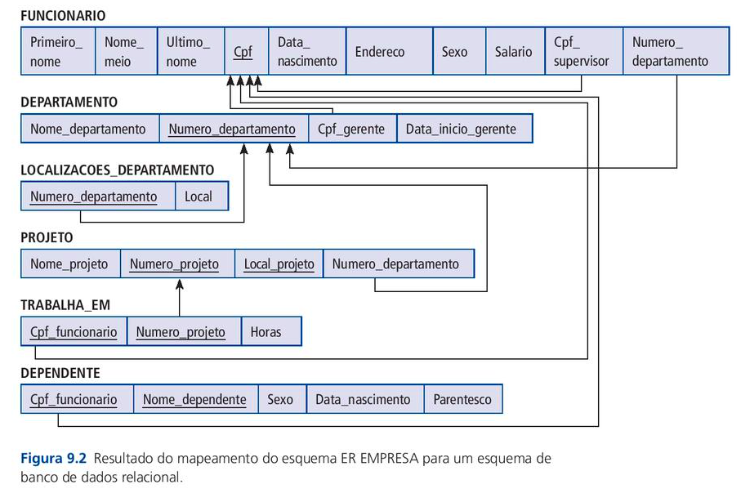 FUNCIONARIO
Primeiro_ Nome_ Ultimo_ Cpf Data_ Endereco Sexo Salario Cpf_ Numero_
nome meio nome nascimento supervisor departamento
DEPARTAMENTO
Nome_departamento Numero_departamento Cpf_gerente Data_inicio_gerente
LOCALIZACOES_DEPARTAMENTO
Numero_departamento Local
PROJETO
Nome_projeto Numero_projeto Local_projeto Numero_departamento
TRABALHA_EM
Cpf_funcionario Numero_projeto Horas
DEPENDENTE
Cpf_funcionario Nome_dependente Sexo Data_nascimento Parentesco
Figura 9.2 Resultado do mapeamento do esquema ER EMPRESA para um esquema de
banco de dados relacional.